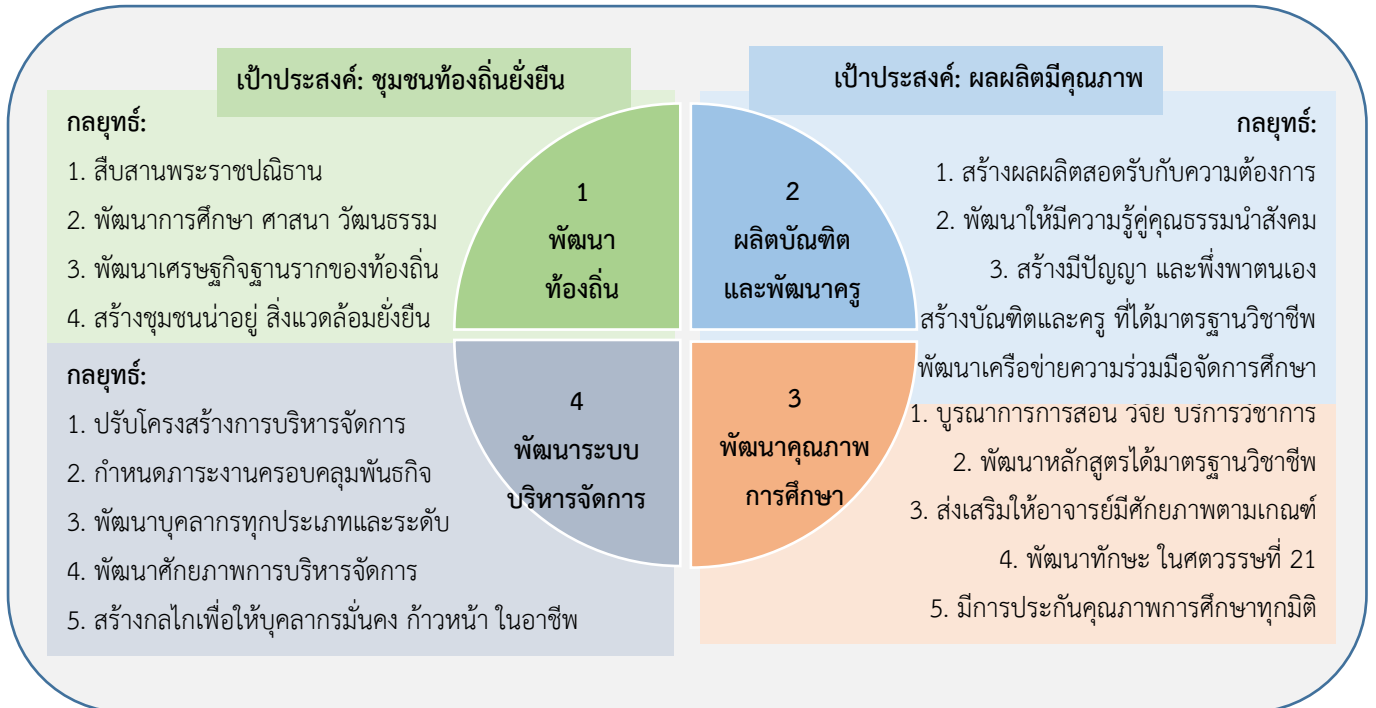 เป้าประสงค์: ชุมชนท้องถิ่นยั่งยืน
กลยุทธ์:
1. สืบสานพระราชปณิธาน
2. พัฒนาการศึกษา ศาสนา วัฒนธรรม
3. พัฒนาเศรษฐกิจฐานรากของท้องถิ่น
4. สร้างชุมชนน่าอยู่ สิ่งแวดล้อมยั่งยืน
1
พัฒนา
ท้องถิ่น
เป้าประสงค์: ผลผลิตมีคุณภาพ
กลยุทธ์:
1. สร้างผลผลิตสอดรับกับความต้องการ
2. พัฒนาให้มีความรู้คู่คุณธรรมนำสังคม
3. สร้างมีปัญญา และพึ่งพาตนเอง
สร้างบัณฑิตและครู ที่ได้มาตรฐานวิชาชีพ
พัฒนาเครือข่ายความร่วมมือจัดการศึกษา
2
ผลิตบัณฑิต
และพัฒนาครู
กลยุทธ์:
1. ปรับโครงสร้างการบริหารจัดการ
2. กำหนดภาระงานครอบคลุมพันธกิจ
3. พัฒนาบุคลากรทุกประเภทและระดับ
4. พัฒนาศักยภาพการบริหารจัดการ
5. สร้างกลไกเพื่อให้บุคลากรมั่นคง ก้าวหน้า ในอาชีพ
4
พัฒนาระบบ
บริหารจัดการ
3
พัฒนาคุณภาพ
การศึกษา
1. บูรณาการการสอน วิจัย บริการวิชาการ
2. พัฒนาหลักสูตรได้มาตรฐานวิชาชีพ
3. ส่งเสริมให้อาจารย์มีศักยภาพตามเกณฑ์
4. พัฒนาทักษะ ในศตวรรษที่ 21
5. มีการประกันคุณภาพการศึกษาทุกมิติ